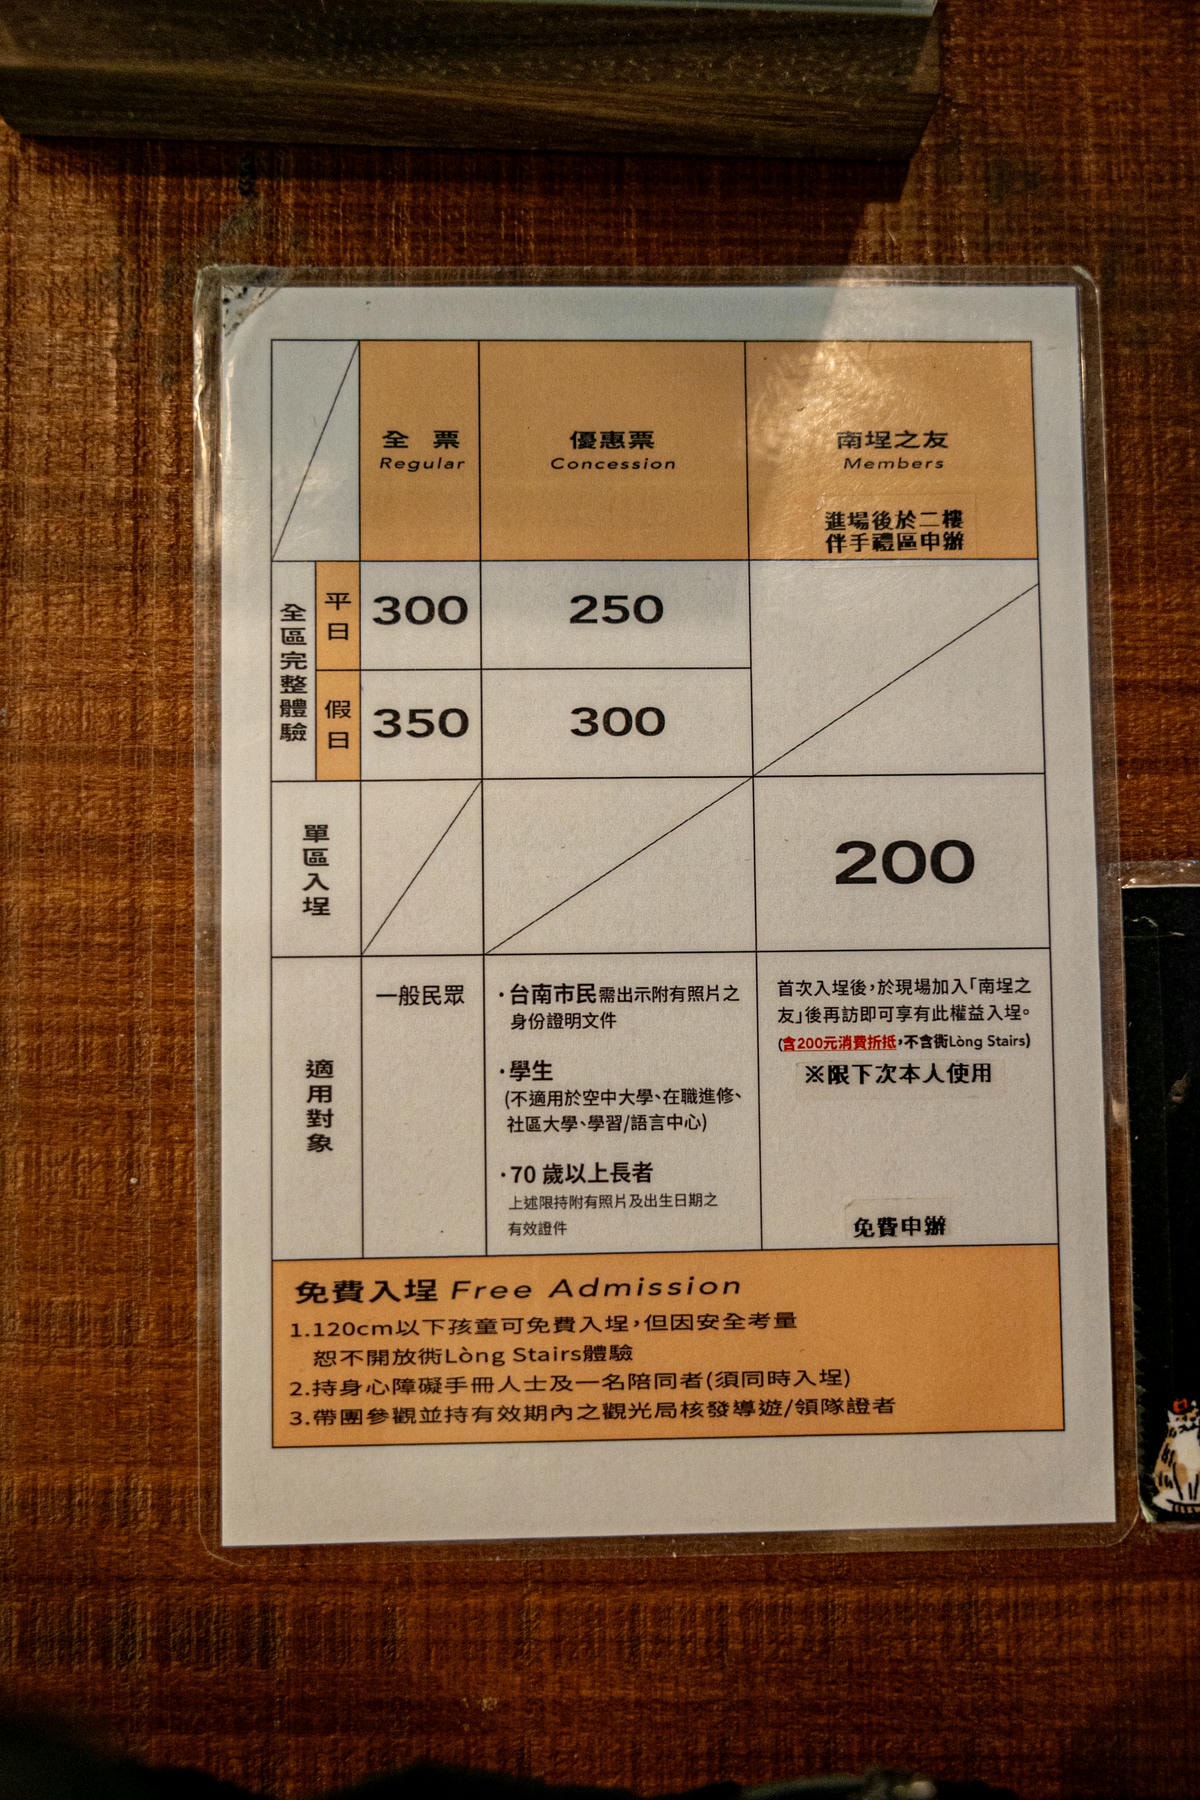 全 票
Regular
優惠票
Concession
南埕之友
Members
進場後於二樓
伴手禮區申辦
全區完整體驗
平日
300
250
假日
350
300
單區入埕
200
適用對象
一般民眾
·台南市民需出示附有照片之
身份證明文件
·學生
(不適用於空中大學、在職進修、
社區大學、學習/語言中心)
·70 歲以上長者
上述限持附有照片及出生日期之
有效證件
首次入埕後,於現場加入「南埕之
友」後再訪即可享有此權益入埕。
(含200元消費折抵,不含衖Lòng Stairs)
※限下次本人使用
免費申辦
免費入埕 Free Admission
1.120cm以下孩童可免費入埕,但因安全考量
恕不開放衖Lòng Stairs體驗
2.持身心障礙手冊人士及一名陪同者(須同時入埕)
3.帶團參觀並持有效期內之觀光局核發導遊/領隊證者